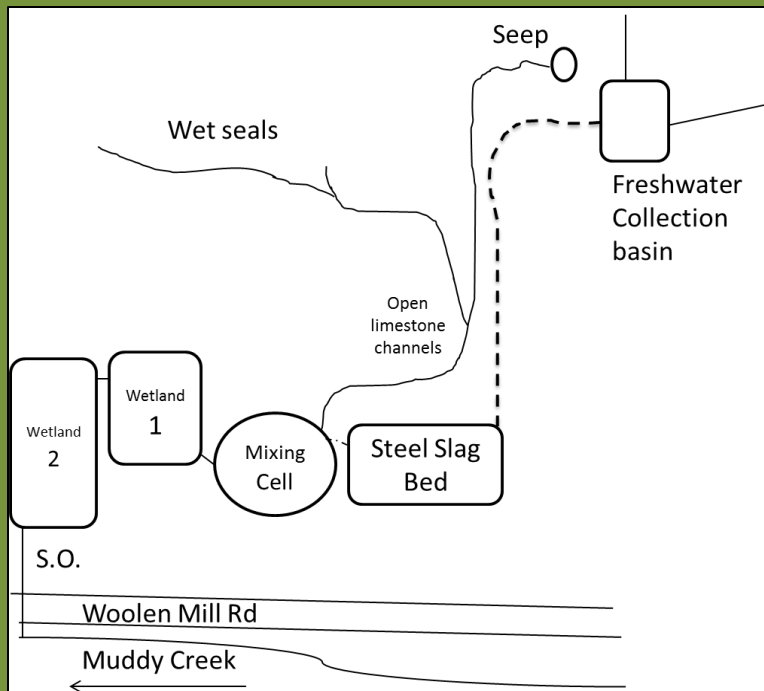 Seep
Wet seals
Freshwater
Collection
basin
Open
limestone
channels
Wetland
1
Wetland
2
Mixing
Cell
Steel Slag
Bed
S.O.
Woolen Mill Rd
Muddy Creek